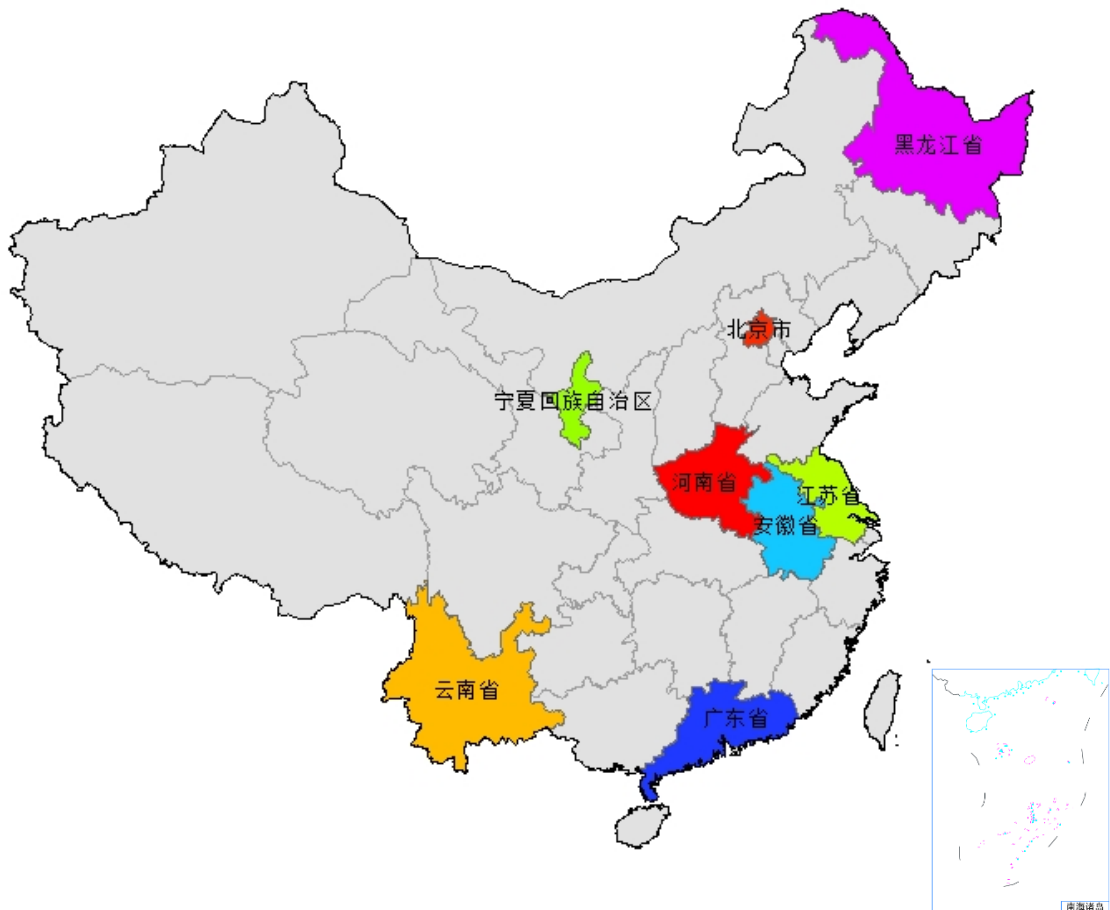 黑龙江省
北京市
宁夏回族自治区
河南省
江苏省
安徽省
云南省
广东省
南海诸岛